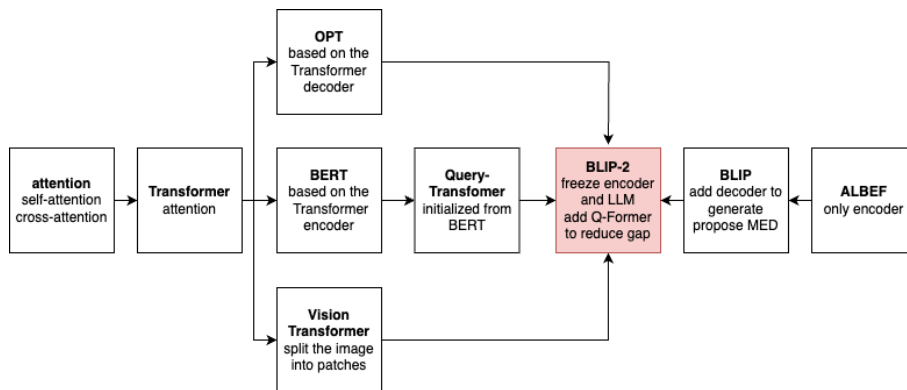 OPT
based on the
Transformer
decoder
attention
self-attention
cross-attention
Transformer
attention
BERT
based on the
Transformer
encoder
Query-
Transfomer
initialized from
BERT
BLIP-2
freeze encoder
and LLM
add Q-Former
to reduce gap
BLIP
add decoder to
generate
propose MED
ALBEF
only encoder
Vision
Transformer
split the image
into patches